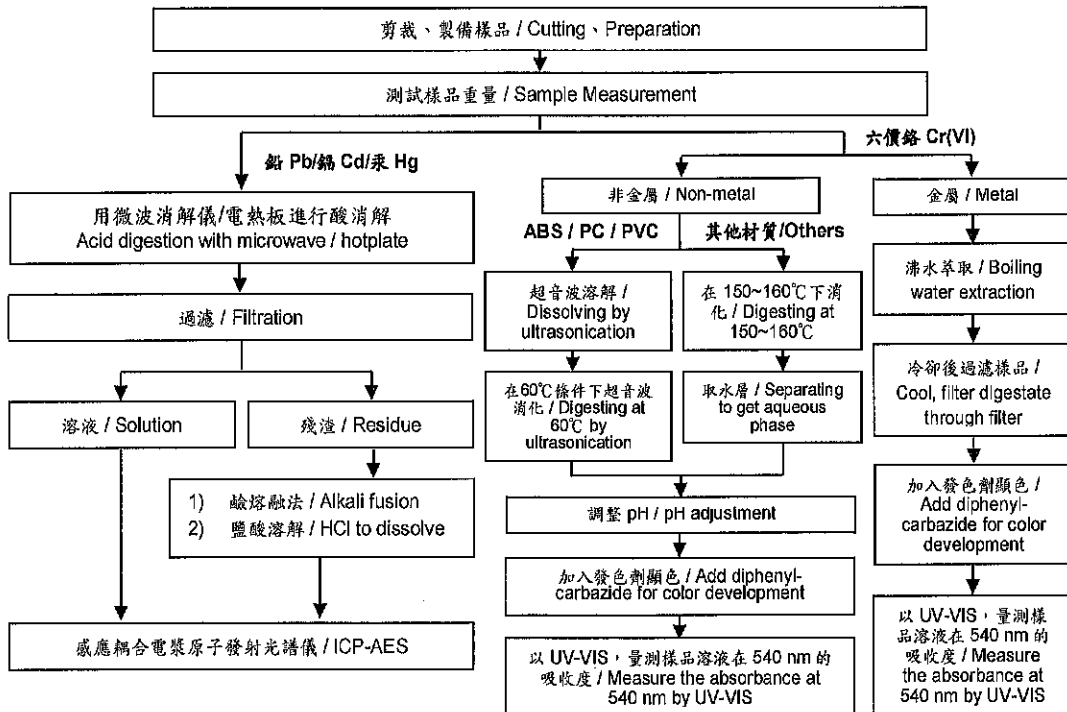 剪裁、製備樣品 / Cutting、Preparation
測試樣品重量 / Sample Measurement
鉛 Pb/鎘 Cd/汞 Hg
六價鉻 Cr(VI)
用微波消解儀/電熱板進行酸消解
Acid digestion with microwave / hotplate
過濾 / Filtration
溶液 / Solution
殘渣 / Residue
1) 鹼熔融法 / Alkali fusion
2) 鹽酸溶解 / HCl to dissolve
感應耦合電漿原子發射光譜儀 / ICP-AES
非金屬 / Non-metal
ABS / PC / PVC
其他材質/Others
超音波溶解 /
Dissolving by
ultrasonication
在 150~160℃下消
化 / Digesting at
150~160℃
在60℃條件下超音波
消化 / Digesting at
60℃ by
ultrasonication
取水層 / Separating
to get aqueous
phase
調整 pH / pH adjustment
加入發色劑顯色 / Add diphenyl-
carbazide for color development
以 UV-VIS，量測樣品溶液在 540 nm 的
吸收度 / Measure the absorbance at
540 nm by UV-VIS
金屬 / Metal
沸水萃取 / Boiling
water extraction
冷卻後過濾樣品 /
Cool, filter digestate
through filter
加入發色劑顯色 /
Add diphenyl-
carbazide for color
development
以 UV-VIS，量測樣
品溶液在 540 nm 的
吸收度 / Measure
the absorbance at
540 nm by UV-VIS